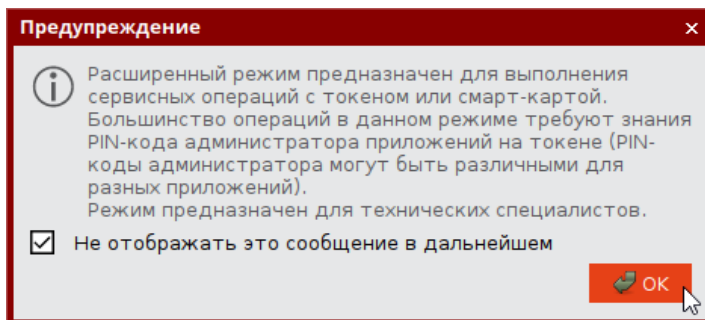 Предупреждение
Расширенный режим предназначен для выполнения
сервисных операций с токеном или смарт-картой.
Большинство операций в данном режиме требуют знания
PIN-кода администратора приложений на токене (PIN-
коды администратора могут быть различными для
разных приложений).
Режим предназначен для технических специалистов.
Не отображать это сообщение в дальнейшем
ОК